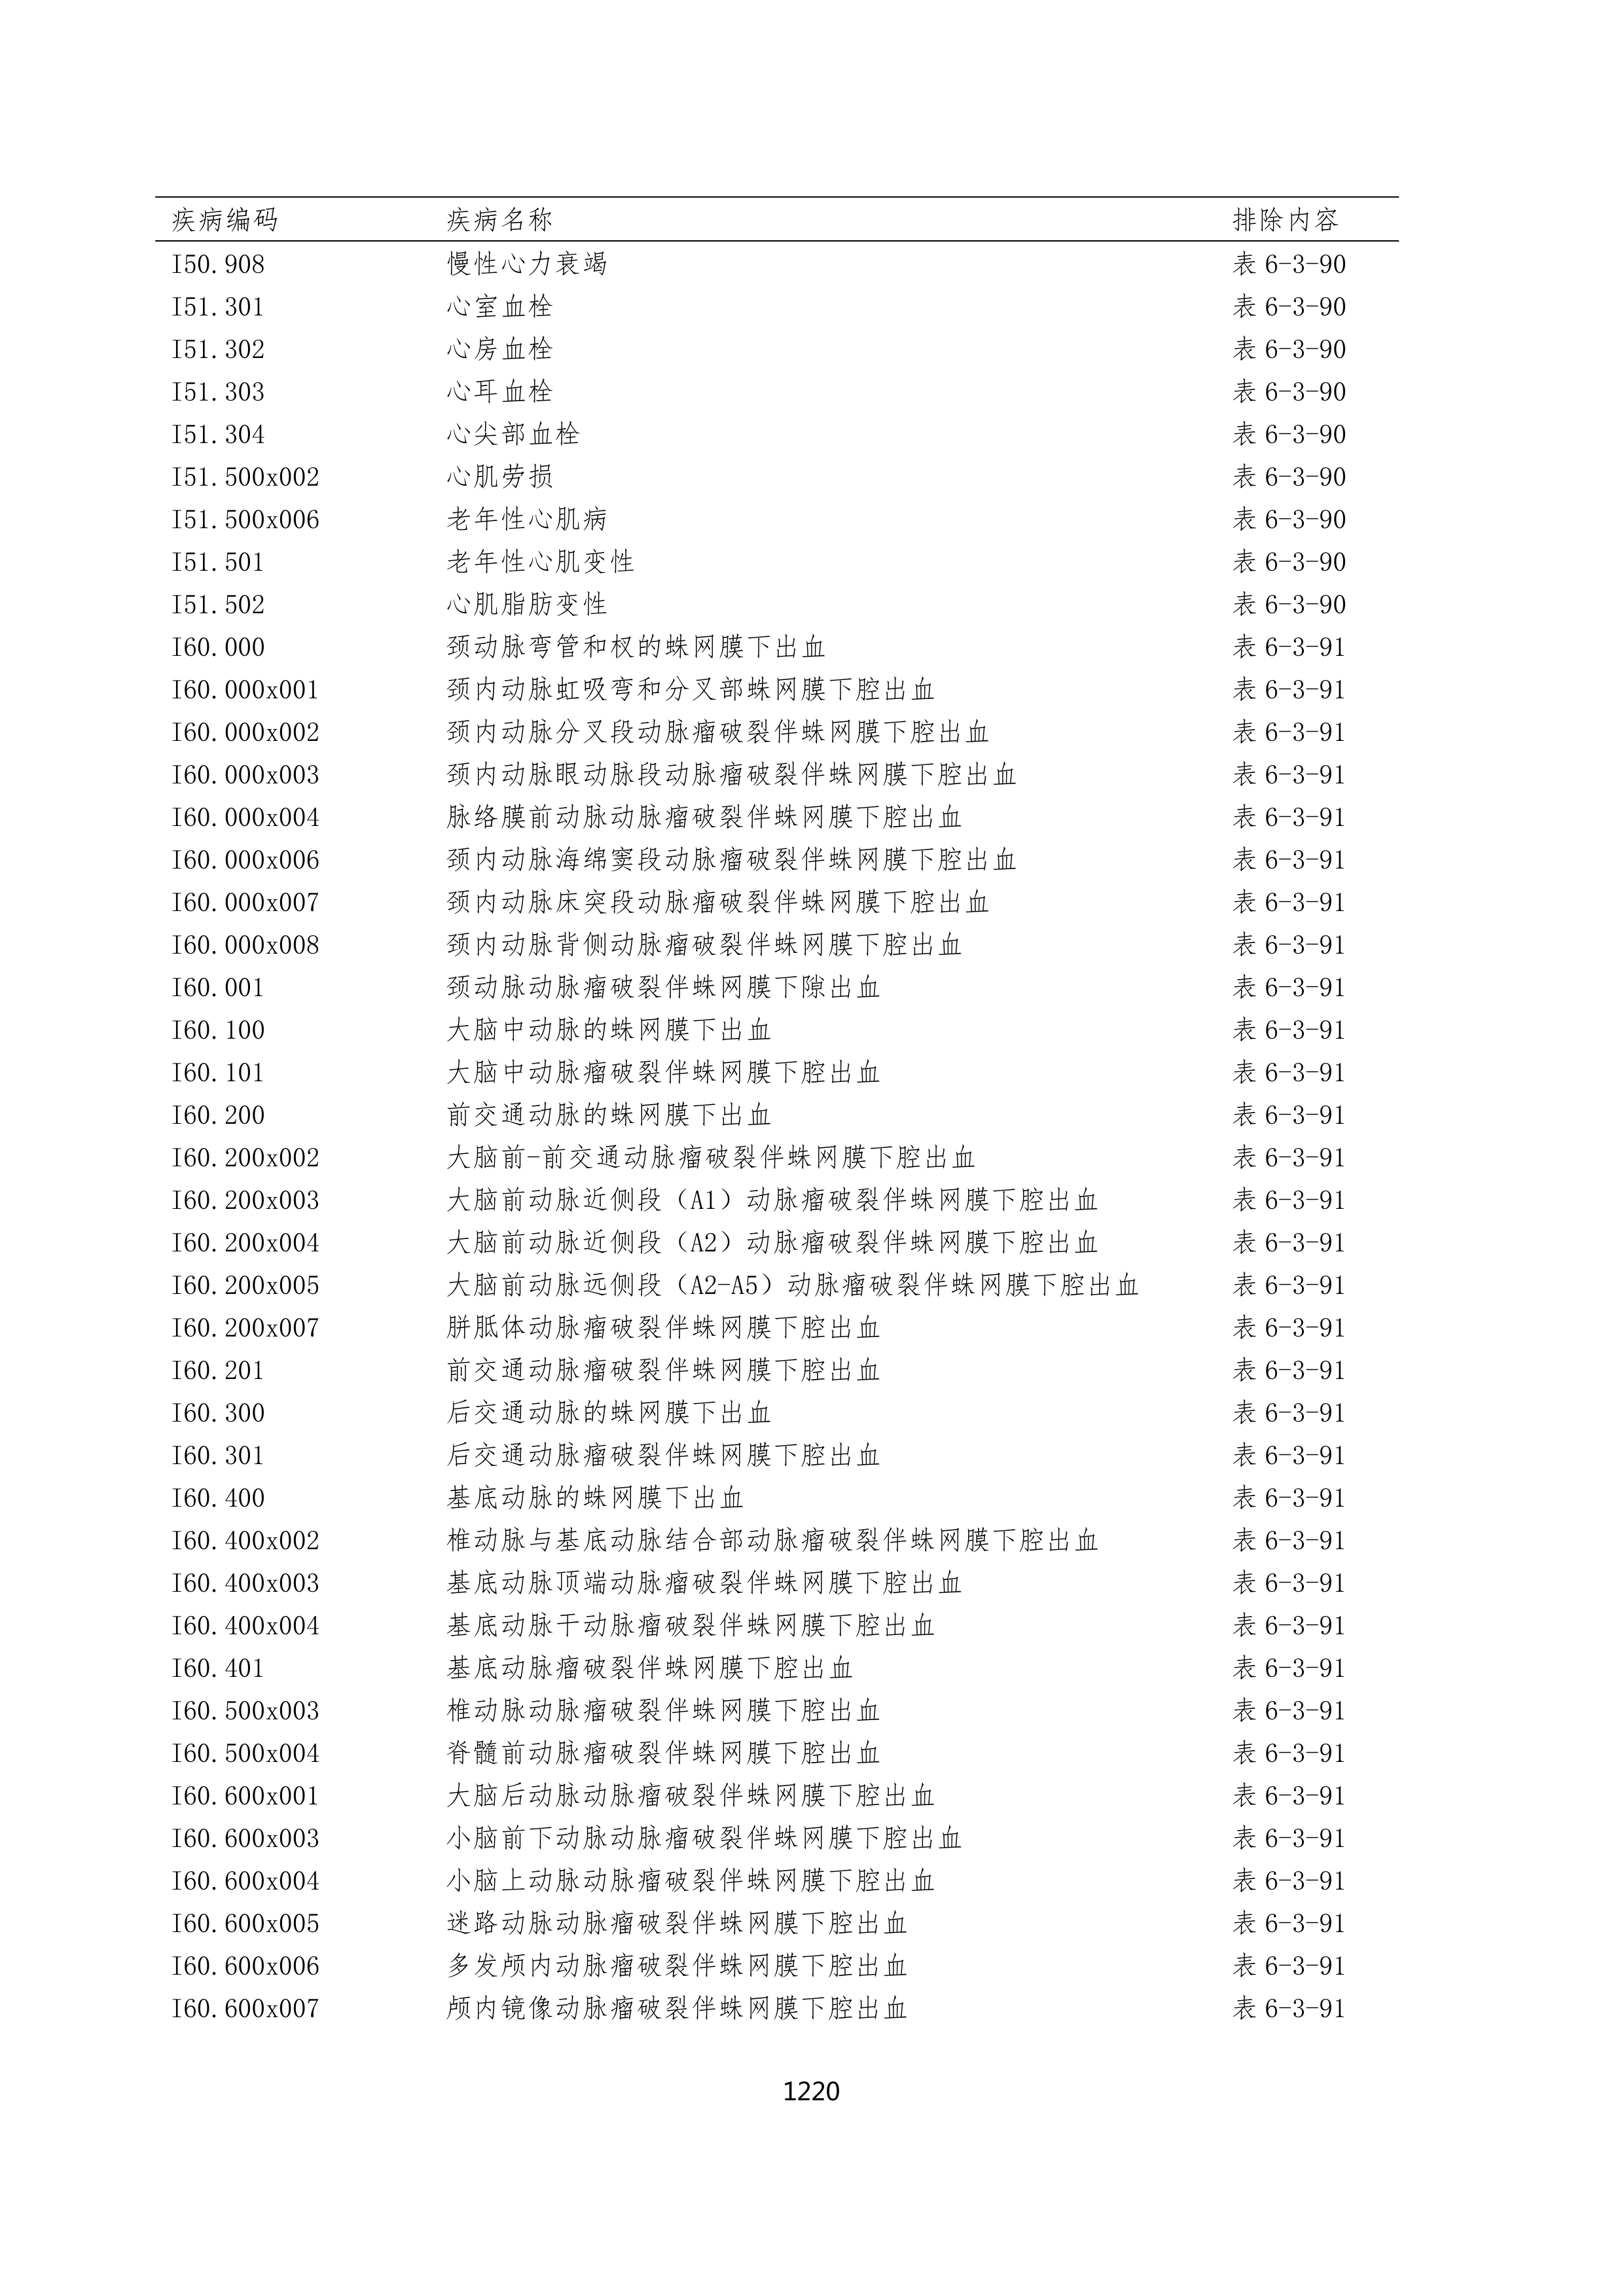 疾病编码 疾病名称 排除内容
I50.908 慢性心力衰竭 表 6-3-90
I51.301 心室血栓 表 6-3-90
I51.302 心房血栓 表 6-3-90
I51.303 心耳血栓 表 6-3-90
I51.304 心尖部血栓 表 6-3-90
I51.500x002 心肌劳损 表 6-3-90
I51.500x006 老年性心肌病 表 6-3-90
I51.501 老年性心肌变性 表 6-3-90
I51.502 心肌脂肪变性 表 6-3-90
I60.000 颈动脉弯管和杈的蛛网膜下出血 表 6-3-91
I60.000x001 颈内动脉虹吸弯和分叉部蛛网膜下腔出血 表 6-3-91
I60.000x002 颈内动脉分叉段动脉瘤破裂伴蛛网膜下腔出血 表 6-3-91
I60.000x003 颈内动脉眼动脉段动脉瘤破裂伴蛛网膜下腔出血 表 6-3-91
I60.000x004 脉络膜前动脉动脉瘤破裂伴蛛网膜下腔出血 表 6-3-91
I60.000x006 颈内动脉海绵窦段动脉瘤破裂伴蛛网膜下腔出血 表 6-3-91
I60.000x007 颈内动脉床突段动脉瘤破裂伴蛛网膜下腔出血 表 6-3-91
I60.000x008 颈内动脉背侧动脉瘤破裂伴蛛网膜下腔出血 表 6-3-91
I60.001 颈动脉动脉瘤破裂伴蛛网膜下隙出血 表 6-3-91
I60.100 大脑中动脉的蛛网膜下出血 表 6-3-91
I60.101 大脑中动脉瘤破裂伴蛛网膜下腔出血 表 6-3-91
I60.200 前交通动脉的蛛网膜下出血 表 6-3-91
I60.200x002 大脑前-前交通动脉瘤破裂伴蛛网膜下腔出血 表 6-3-91
I60.200x003 大脑前动脉近侧段（A1）动脉瘤破裂伴蛛网膜下腔出血 表 6-3-91
I60.200x004 大脑前动脉近侧段（A2）动脉瘤破裂伴蛛网膜下腔出血 表 6-3-91
I60.200x005 大脑前动脉远侧段（A2-A5）动脉瘤破裂伴蛛网膜下腔出血 表 6-3-91
I60.200x007 胼胝体动脉瘤破裂伴蛛网膜下腔出血 表 6-3-91
I60.201 前交通动脉瘤破裂伴蛛网膜下腔出血 表 6-3-91
I60.300 后交通动脉的蛛网膜下出血 表 6-3-91
I60.301 后交通动脉瘤破裂伴蛛网膜下腔出血 表 6-3-91
I60.400 基底动脉的蛛网膜下出血 表 6-3-91
I60.400x002 椎动脉与基底动脉结合部动脉瘤破裂伴蛛网膜下腔出血 表 6-3-91
I60.400x003 基底动脉顶端动脉瘤破裂伴蛛网膜下腔出血 表 6-3-91
I60.400x004 基底动脉干动脉瘤破裂伴蛛网膜下腔出血 表 6-3-91
I60.401 基底动脉瘤破裂伴蛛网膜下腔出血 表 6-3-91
I60.500x003 椎动脉动脉瘤破裂伴蛛网膜下腔出血 表 6-3-91
I60.500x004 脊髓前动脉瘤破裂伴蛛网膜下腔出血 表 6-3-91
I60.600x001 大脑后动脉动脉瘤破裂伴蛛网膜下腔出血 表 6-3-91
I60.600x003 小脑前下动脉动脉瘤破裂伴蛛网膜下腔出血 表 6-3-91
I60.600x004 小脑上动脉动脉瘤破裂伴蛛网膜下腔出血 表 6-3-91
I60.600x005 迷路动脉动脉瘤破裂伴蛛网膜下腔出血 表 6-3-91
I60.600x006 多发颅内动脉瘤破裂伴蛛网膜下腔出血 表 6-3-91
I60.600x007 颅内镜像动脉瘤破裂伴蛛网膜下腔出血 表 6-3-91
1220